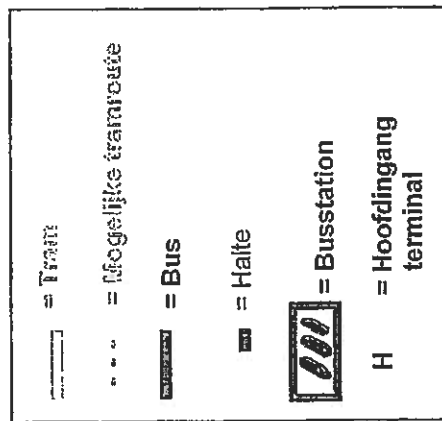 = Tram
= Mogelijke tramroute
= Bus
= Halte
= Busstation
H = Hoofdingang
terminal